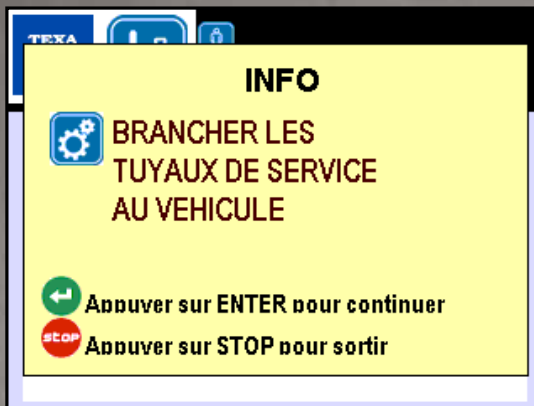 TEXA
INFO
BRANCHER LES
TUYAUX DE SERVICE
AU VEHICULE
Appuyer sur ENTER pour continuer
stop Appuyer sur STOP pour sortir